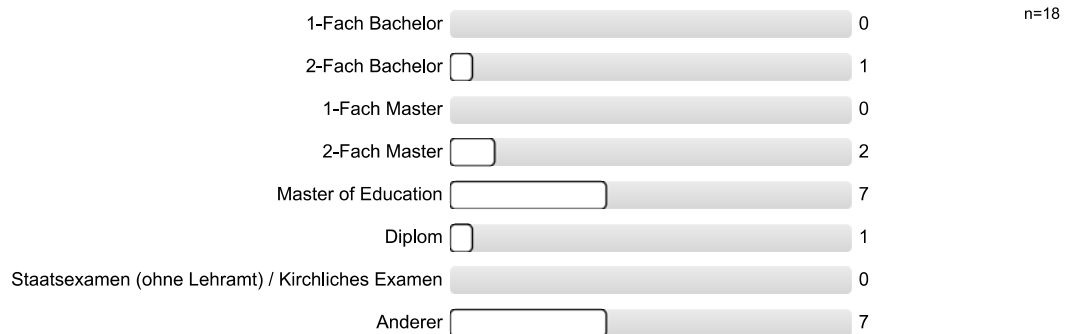 n=18
1-Fach Bachelor 0
2-Fach Bachelor 1
1-Fach Master 0
2-Fach Master 2
Master of Education 7
Diplom 1
Staatsexamen (ohne Lehramt) / Kirchliches Examen 0
Anderer 7